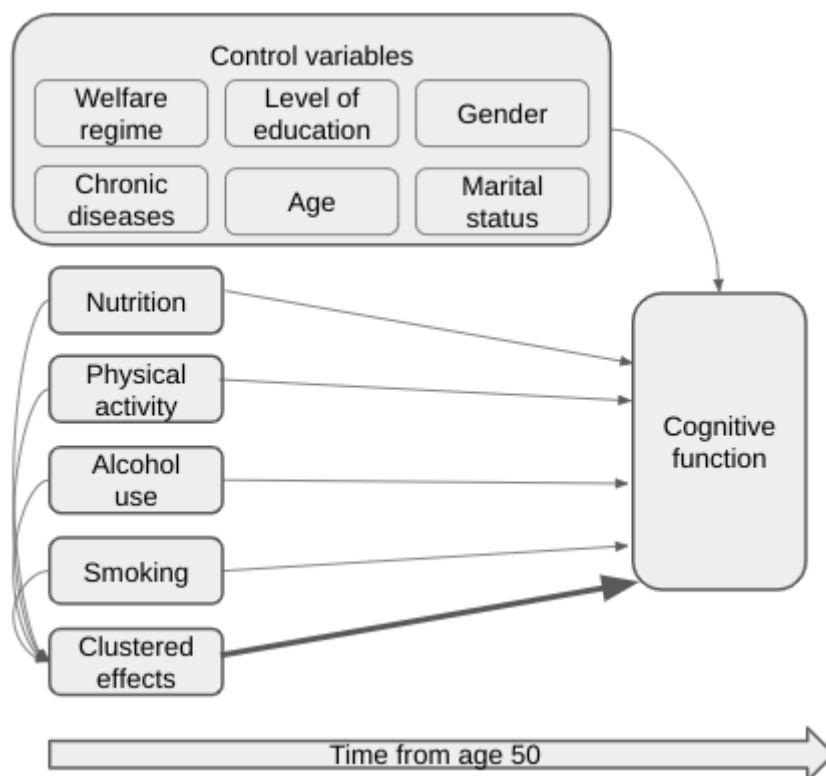 Control variables
Welfare
regime
Level of
education
Gender
Chronic
diseases
Age
Marital
status
Nutrition
Physical
activity
Alcohol
use
Smoking
Clustered
effects
Cognitive
function
Time from age 50